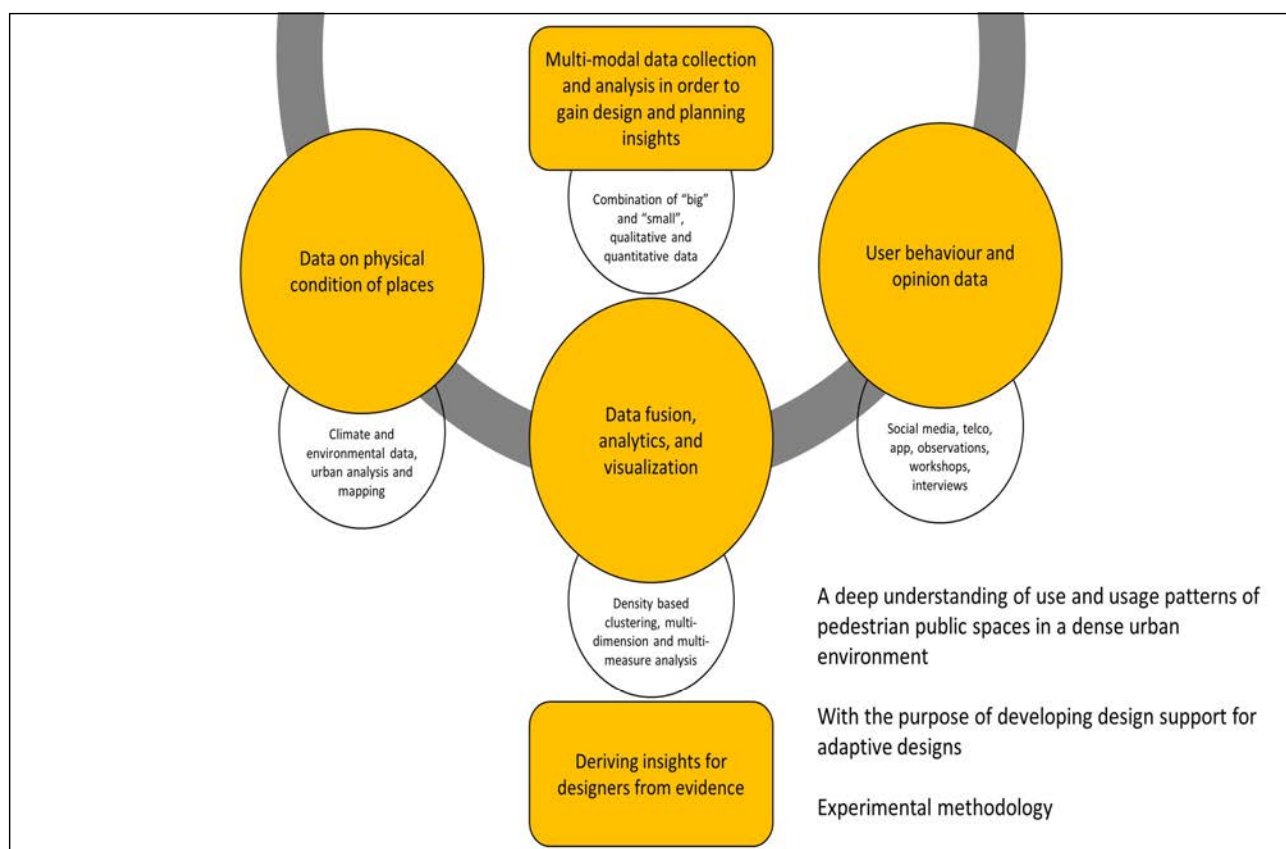 Multi-modal data collection
and analysis in order to
gain design and planning
insights
Combination of “big”
and “small”,
qualitative and
quantitative data
Data on physical
condition of places
User behaviour and
opinion data
Climate and
environmental data,
urban analysis and
mapping
Data fusion,
analytics, and
visualization
Social media, telco,
app, observations,
workshops,
interviews
Density based
clustering, multi-
dimension and multi-
measure analysis
Deriving insights for
designers from evidence
A deep understanding of use and usage patterns of
pedestrian public spaces in a dense urban
environment
With the purpose of developing design support for
adaptive designs
Experimental methodology